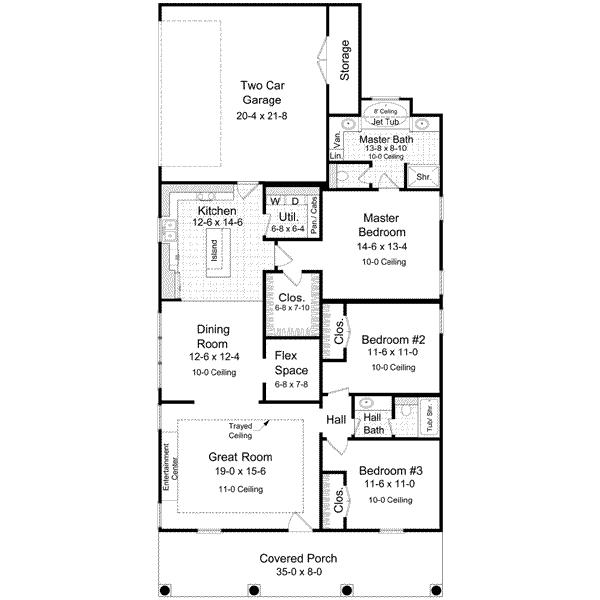 Two Car
Garage
20-4 x 21-8
Storage
8' Ceiling
Jet Tub
Master Bath
13-8 x 8-10
10-0 Ceiling
Van.
Lin.
Shr.
Kitchen
12-6 x 14-6
Island
W D
Util.
6-8 x 6-4
Pan / Cabs
Master
Bedroom
14-6 x 13-4
10-0 Ceiling
Clos.
6-8 x 7-10
Dining
Room
12-6 x 12-4
10-0 Ceiling
Flex
Space
6-8 x 7-8
Clos.
Bedroom #2
11-6 x 11-0
10-0 Ceiling
Hall
Hall
Bath
Tub/ Shr.
Trayed
Ceiling
Great Room
19-0 x 15-6
11-0 Ceiling
Entertainment
Center
Bedroom #3
11-6 x 11-0
10-0 Ceiling
Clos.
Covered Porch
35-0 x 8-0